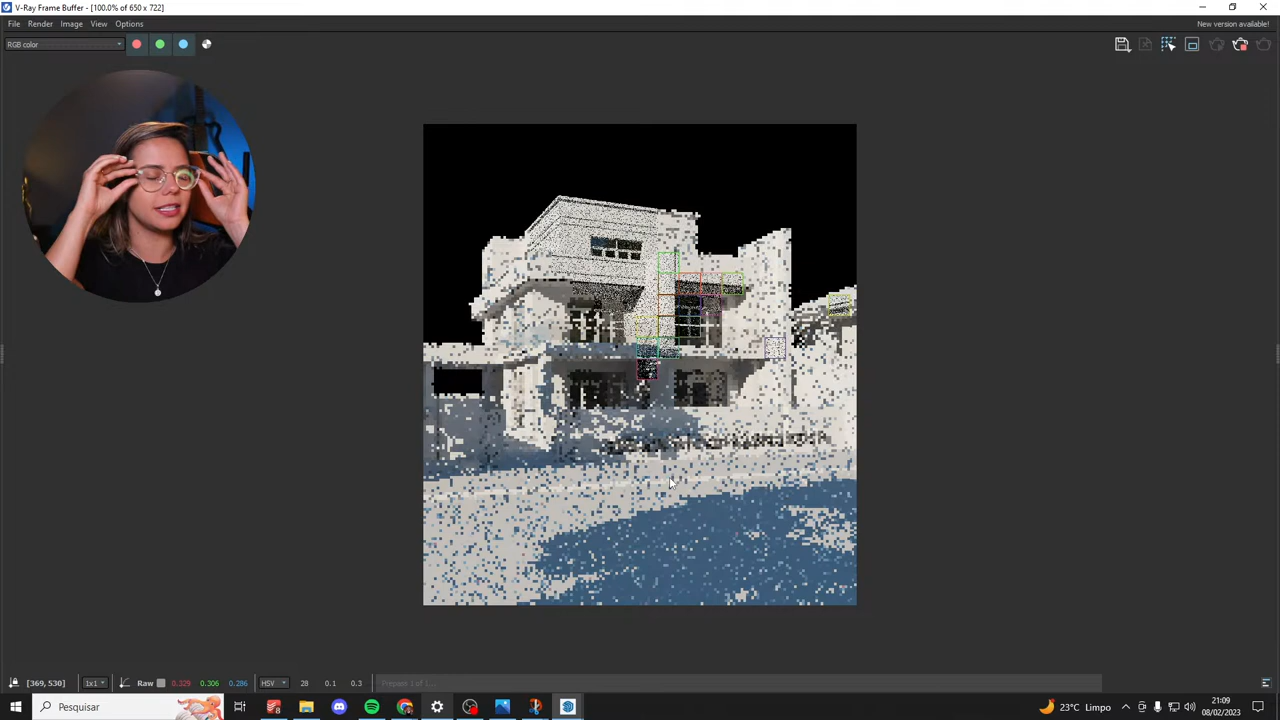 V-Ray Frame Buffer - [100.0% of 650 x 722]
File Render Image View Options
New version available!
RGB color
[369, 530] 1x1 Raw 0.329 0.306 0.286 HSV 28 0.1 0.3
Pesquisar
23°C Limpo
21:09
08/02/2023